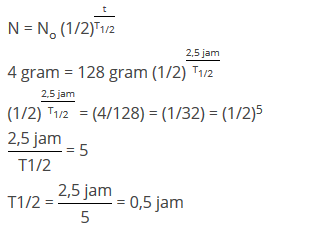 N = N₀ (1/2)^(t/T1/2)
4 gram = 128 gram (1/2)^(2,5 jam/T1/2)
(1/2)^(2,5 jam/T1/2) = (4/128) = (1/32) = (1/2)⁵
2,5 jam/T1/2 = 5
T1/2 = 2,5 jam/5 = 0,5 jam